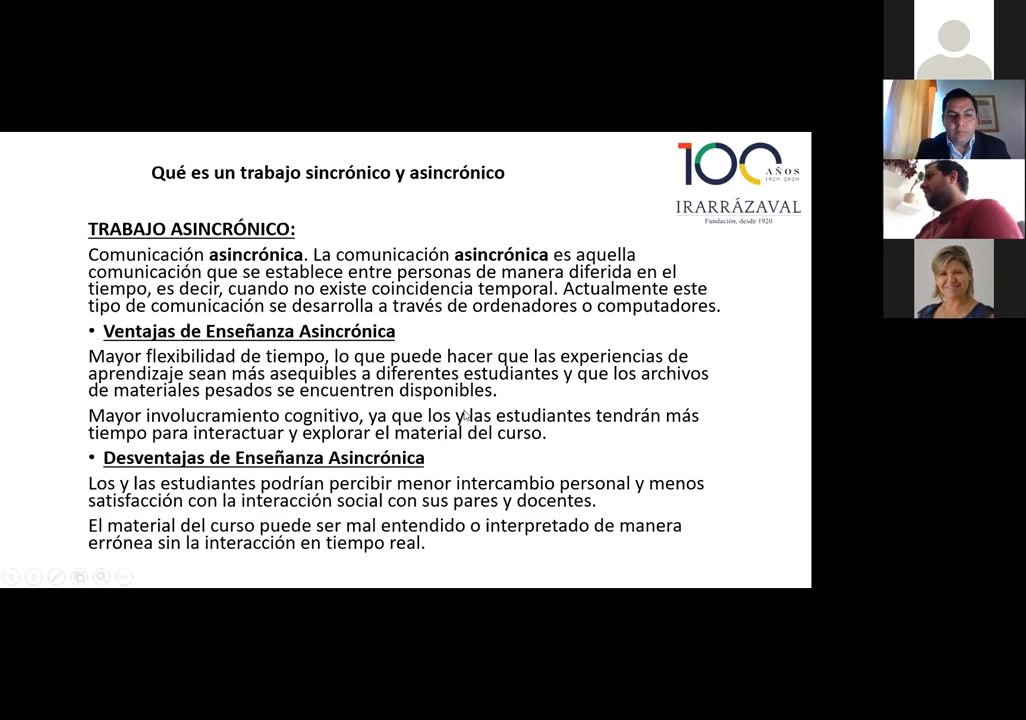 Qué es un trabajo sincrónico y asincrónico
100 AÑOS
1920-2020
IRARRÁZAVAL
Fundación, desde 1920
TRABAJO ASINCRÓNICO:
Comunicación asincrónica. La comunicación asincrónica es aquella
comunicación que se establece entre personas de manera diferida en el
tiempo, es decir, cuando no existe coincidencia temporal. Actualmente este
tipo de comunicación se desarrolla a través de ordenadores o computadores.
• Ventajas de Enseñanza Asincrónica
Mayor flexibilidad de tiempo, lo que puede hacer que las experiencias de
aprendizaje sean más asequibles a diferentes estudiantes y que los archivos
de materiales pesados se encuentren disponibles.
Mayor involucramiento cognitivo, ya que los y las estudiantes tendrán más
tiempo para interactuar y explorar el material del curso.
• Desventajas de Enseñanza Asincrónica
Los y las estudiantes podrían percibir menor intercambio personal y menos
satisfacción con la interacción social con sus pares y docentes.
El material del curso puede ser mal entendido o interpretado de manera
errónea sin la interacción en tiempo real.